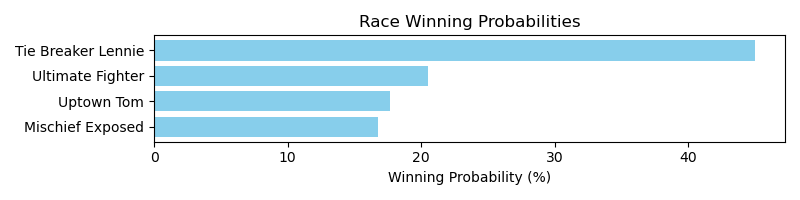 Race Winning Probabilities
Tie Breaker Lennie
Ultimate Fighter
Uptown Tom
Mischief Exposed
0 10 20 30 40
Winning Probability (%)